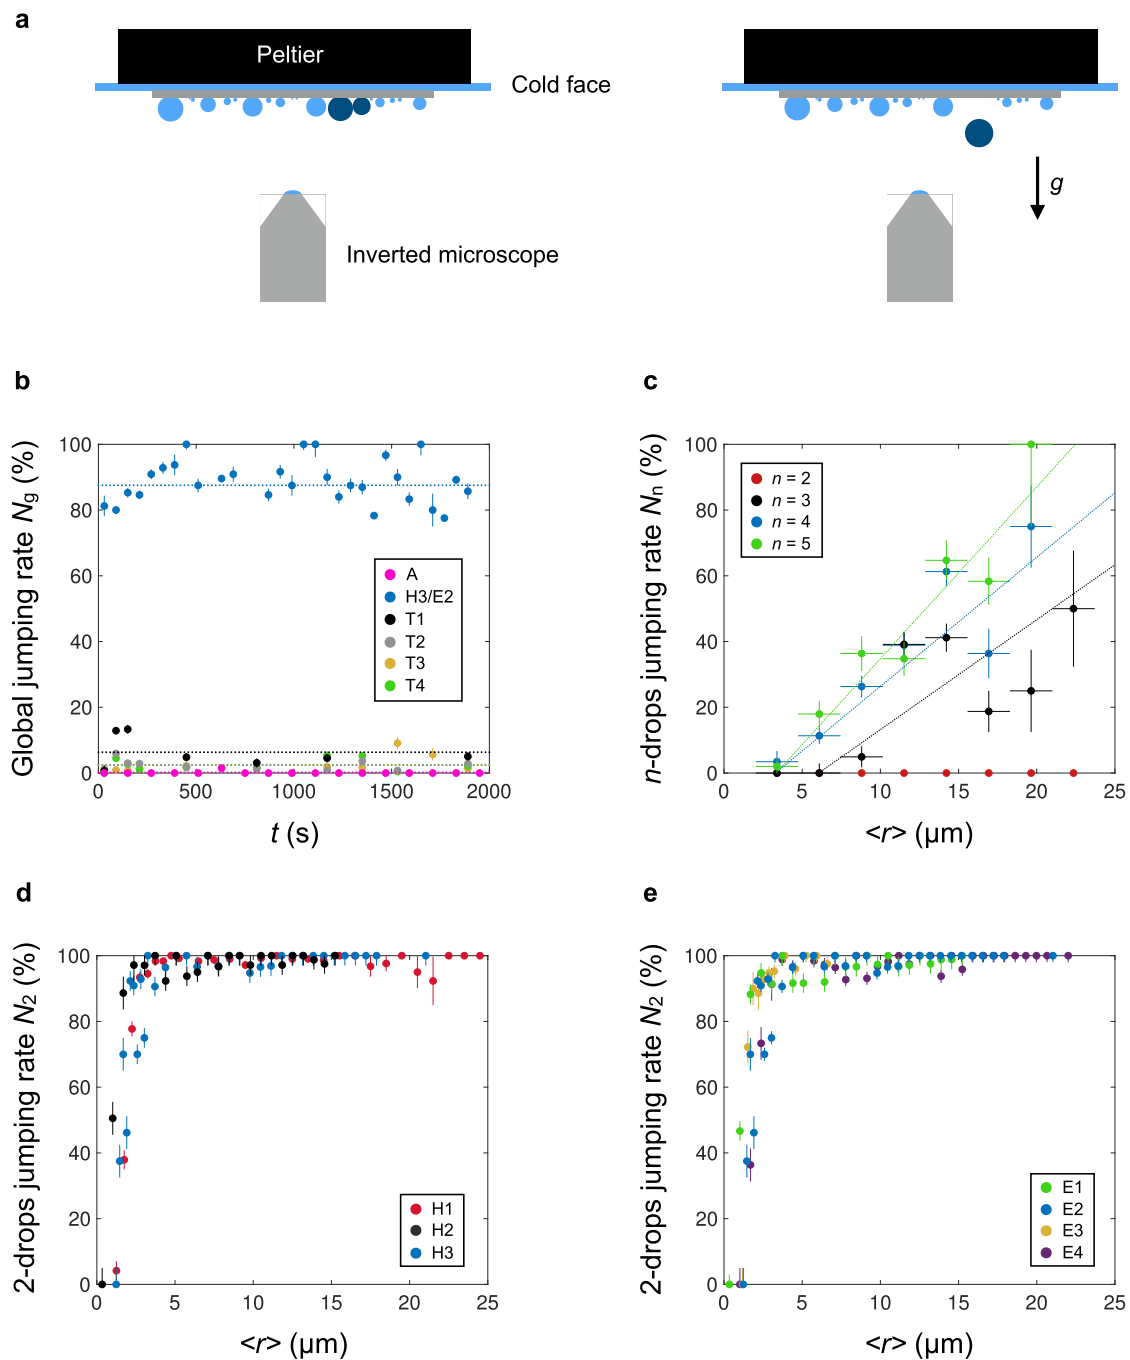 a
Peltier
Cold face
g
Inverted microscope
b
Global jumping rate Ng (%)
100
80
60
40
20
0
A
H3/E2
T1
T2
T3
T4
0 500 1000 1500 2000
t (s)
c
n-drops jumping rate Nn (%)
100
80
60
40
20
0
n = 2
n = 3
n = 4
n = 5
0 5 10 15 20 25
<r> (µm)
d
2-drops jumping rate N2 (%)
100
80
60
40
20
0
H1
H2
H3
0 5 10 15 20 25
<r> (µm)
e
2-drops jumping rate N2 (%)
100
80
60
40
20
0
E1
E2
E3
E4
0 5 10 15 20 25
<r> (µm)